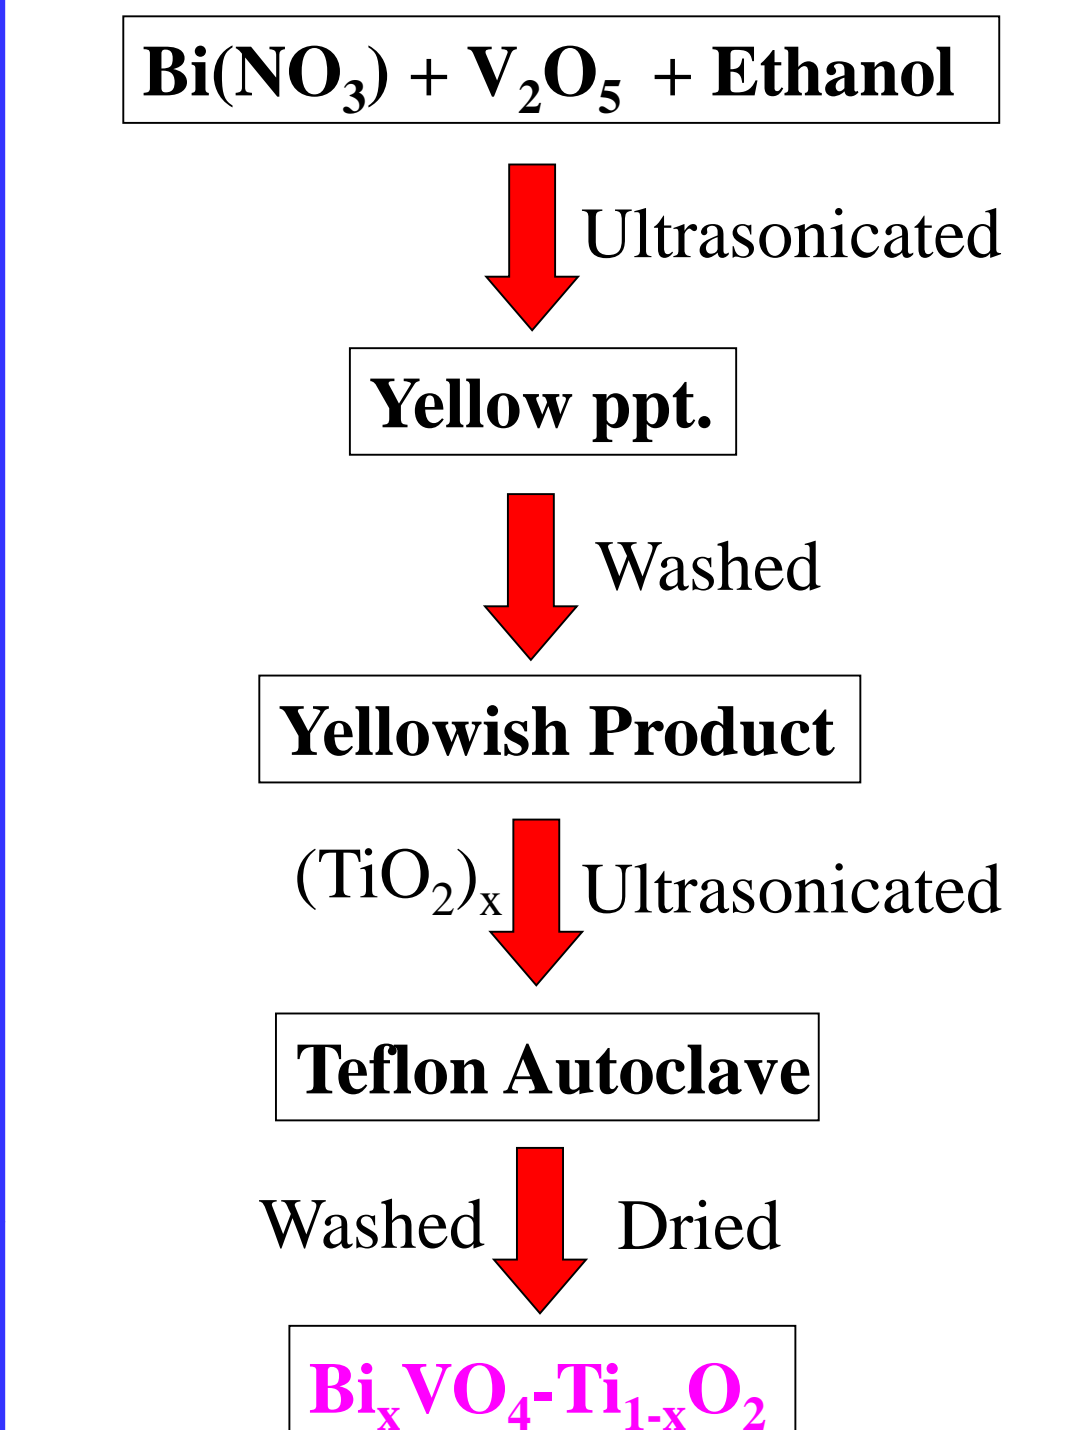 Bi(NO₃) + V₂O₅ + Ethanol
Ultrasonicated
Yellow ppt.
Washed
Yellowish Product
(TiO₂)ₓ Ultrasonicated
Teflon Autoclave
Washed Dried
BiₓVO₄-Ti₁₋ₓO₂